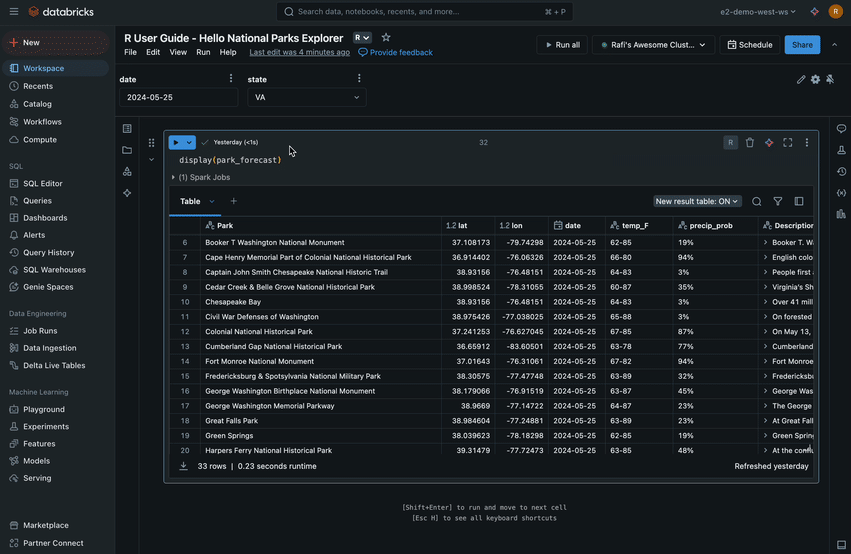 databricks
Search data, notebooks, recents, and more...
⌘ + P
e2-demo-west-ws
R
New
Workspace
Recents
Catalog
Workflows
Compute
SQL
SQL Editor
Queries
Dashboards
Alerts
Query History
SQL Warehouses
Genie Spaces
Data Engineering
Job Runs
Data Ingestion
Delta Live Tables
Machine Learning
Playground
Experiments
Features
Models
Serving
Marketplace
Partner Connect
R User Guide - Hello National Parks Explorer R
File Edit View Run Help Last edit was 4 minutes ago Provide feedback
Run all
Rafi's Awesome Clust...
Schedule
Share
date
2024-05-25
state
VA
Yesterday (<1s)
32
R
display(park_forecast)
(1) Spark Jobs
Table
New result table: ON
Park 1.2 lat 1.2 lon date temp_F precip_prob Description
6 Booker T Washington National Monument 37.108173 -79.74298 2024-05-25 62-85 19% Booker T. W
7 Cape Henry Memorial Part of Colonial National Historical Park 36.914402 -76.06326 2024-05-25 66-80 94% English colo
8 Captain John Smith Chesapeake National Historic Trail 38.93156 -76.48151 2024-05-25 64-83 3% People first
9 Cedar Creek & Belle Grove National Historical Park 38.998524 -78.31055 2024-05-25 60-87 35% Virginia's Sh
10 Chesapeake Bay 38.93156 -76.48151 2024-05-25 64-83 3% Over 41 mill
11 Civil War Defenses of Washington 38.975426 -77.038025 2024-05-25 65-88 3% On forested
12 Colonial National Historical Park 37.241253 -76.627045 2024-05-25 67-85 87% On May 13,
13 Cumberland Gap National Historical Park 36.65912 -83.60501 2024-05-25 63-78 77% Cumberland
14 Fort Monroe National Monument 37.01643 -76.31061 2024-05-25 67-82 94% Fort Monroe
15 Fredericksburg & Spotsylvania National Military Park 38.30575 -77.47748 2024-05-25 63-89 32% Fredericksbu
16 George Washington Birthplace National Monument 38.179066 -76.91519 2024-05-25 63-87 45% George Was
17 George Washington Memorial Parkway 38.9669 -77.14722 2024-05-25 64-87 23% The George
18 Great Falls Park 38.984604 -77.24881 2024-05-25 63-89 23% At Great Fall
19 Green Springs 38.039623 -78.18298 2024-05-25 62-85 19% Green Spring
20 Harpers Ferry National Historical Park 39.31479 -77.72473 2024-05-25 63-85 48% At the
33 rows | 0.23 seconds runtime
Refreshed yesterday
[Shift+Enter] to run and move to next cell
[Esc H] to see all keyboard shortcuts